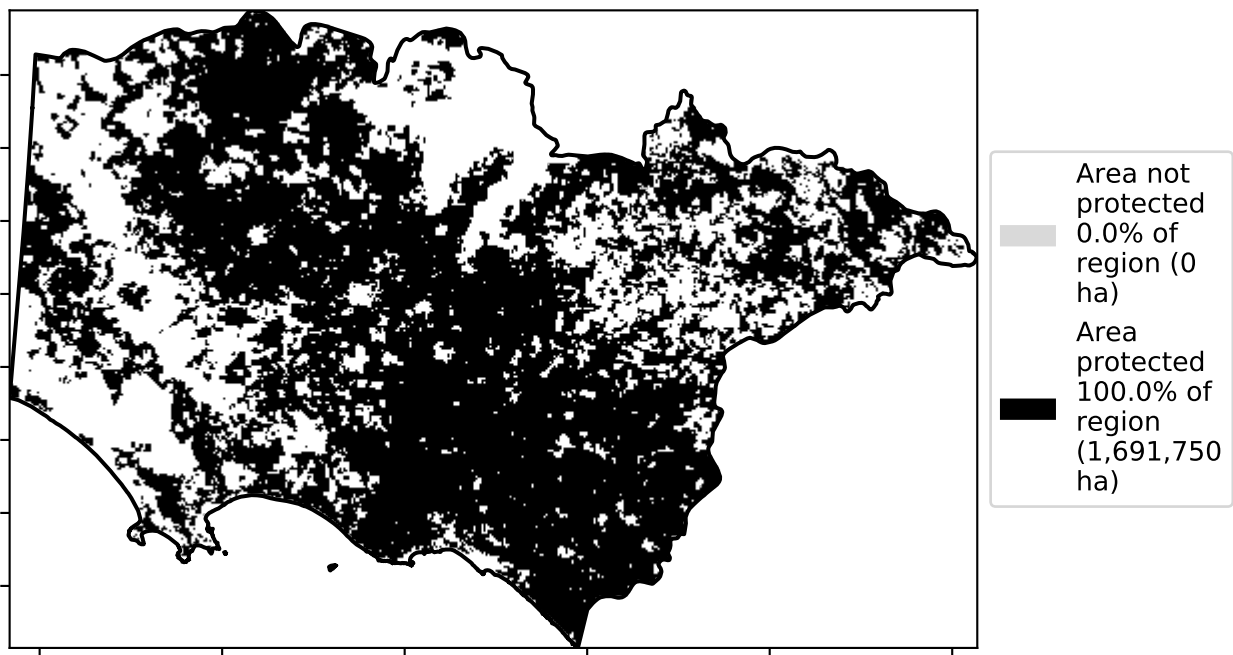 Area not
protected
0.0% of
region (0
ha)
Area
protected
100.0% of
region
(1,691,750
ha)